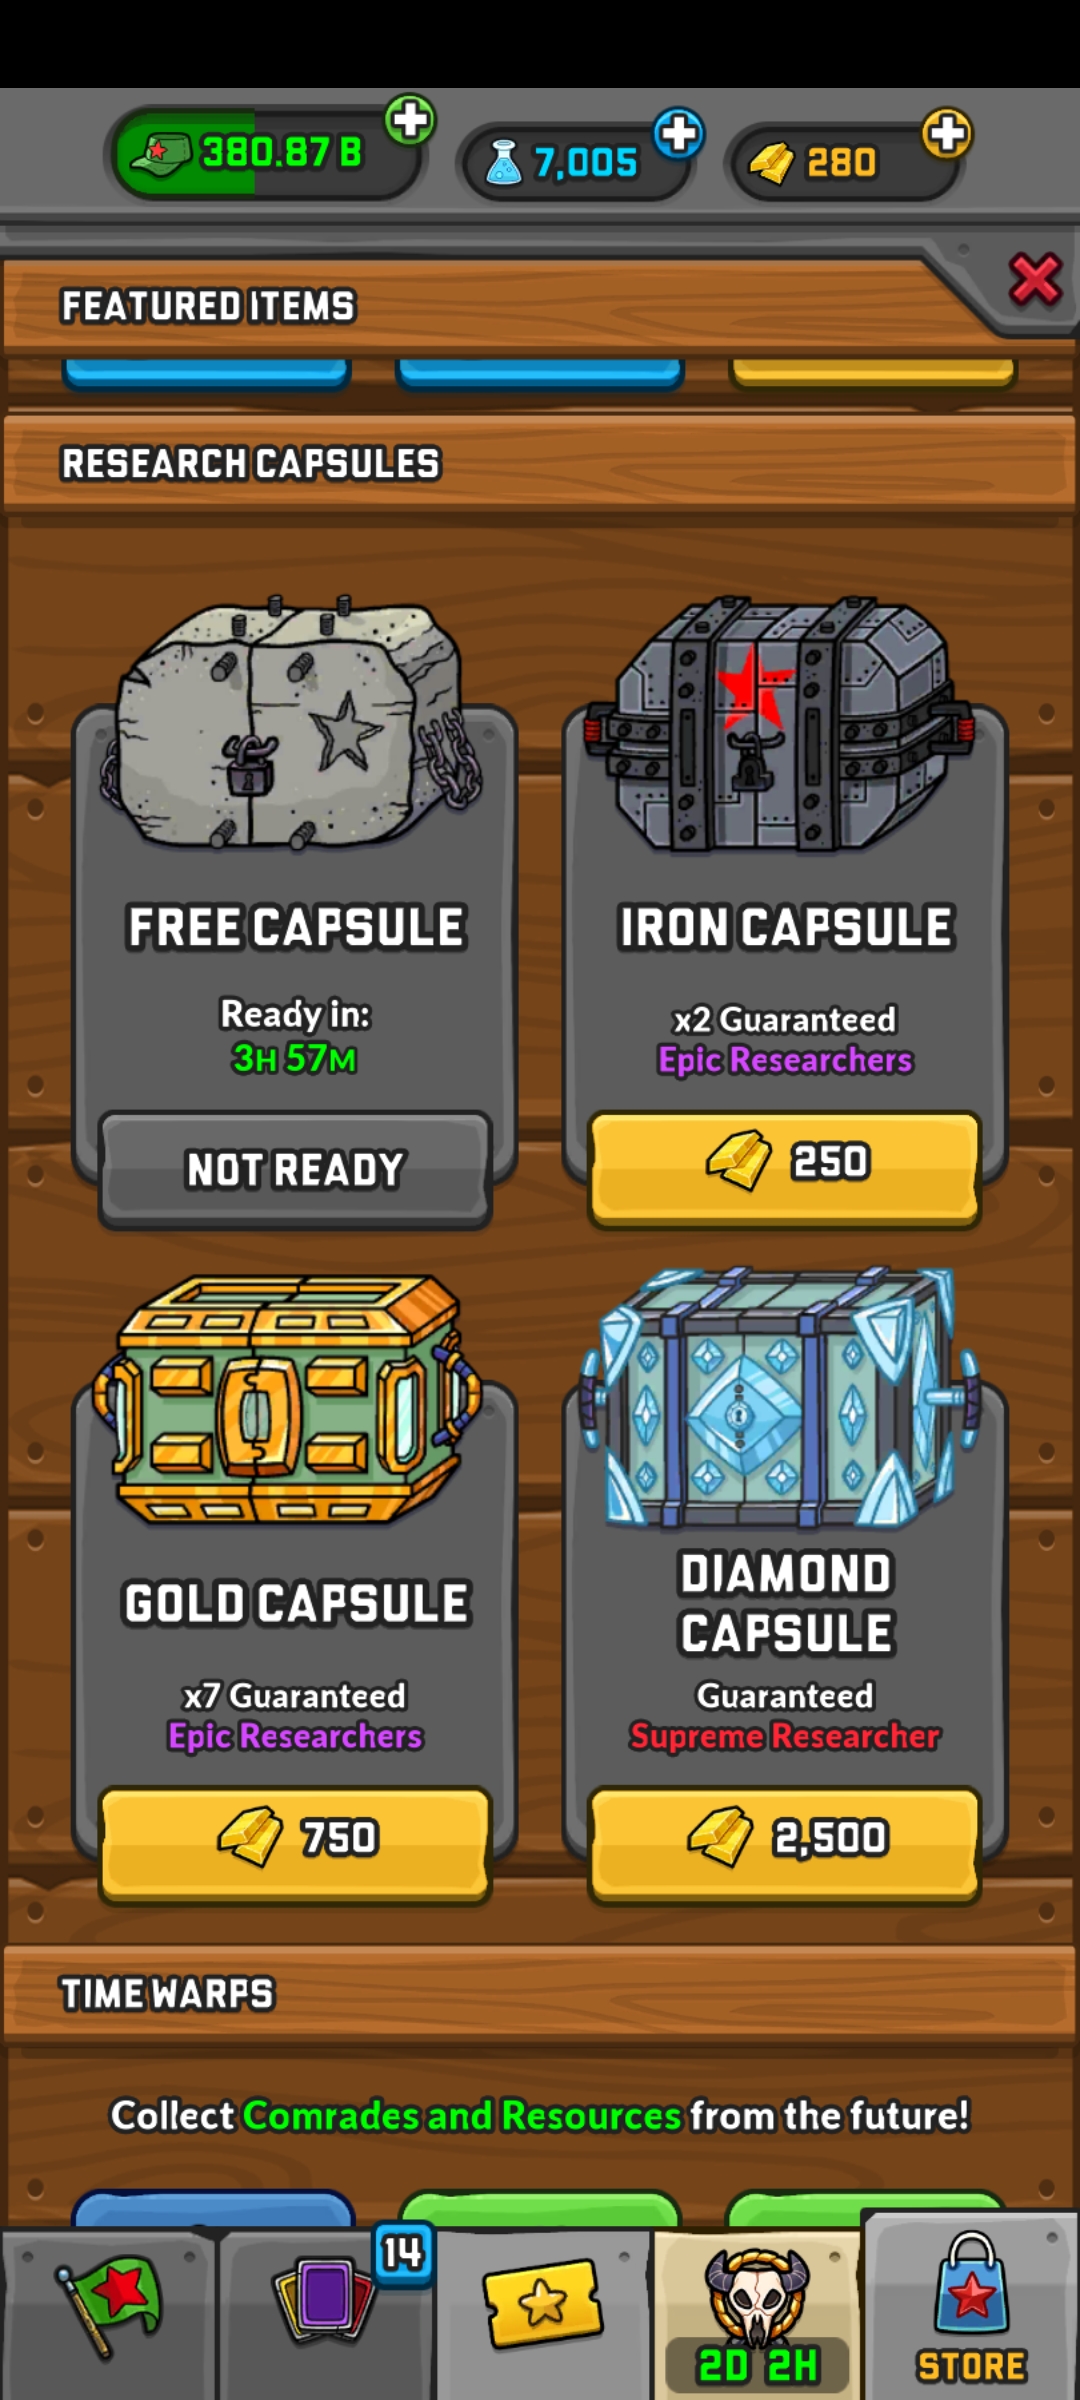 380.87 B
7,005
280
FEATURED ITEMS
RESEARCH CAPSULES
FREE CAPSULE
Ready in:
3H 57M
NOT READY
IRON CAPSULE
x2 Guaranteed
Epic Researchers
250
GOLD CAPSULE
x7 Guaranteed
Epic Researchers
750
DIAMOND
CAPSULE
Guaranteed
Supreme Researcher
2,500
TIME WARPS
Collect Comrades and Resources from the future!
14
2D 2H
STORE